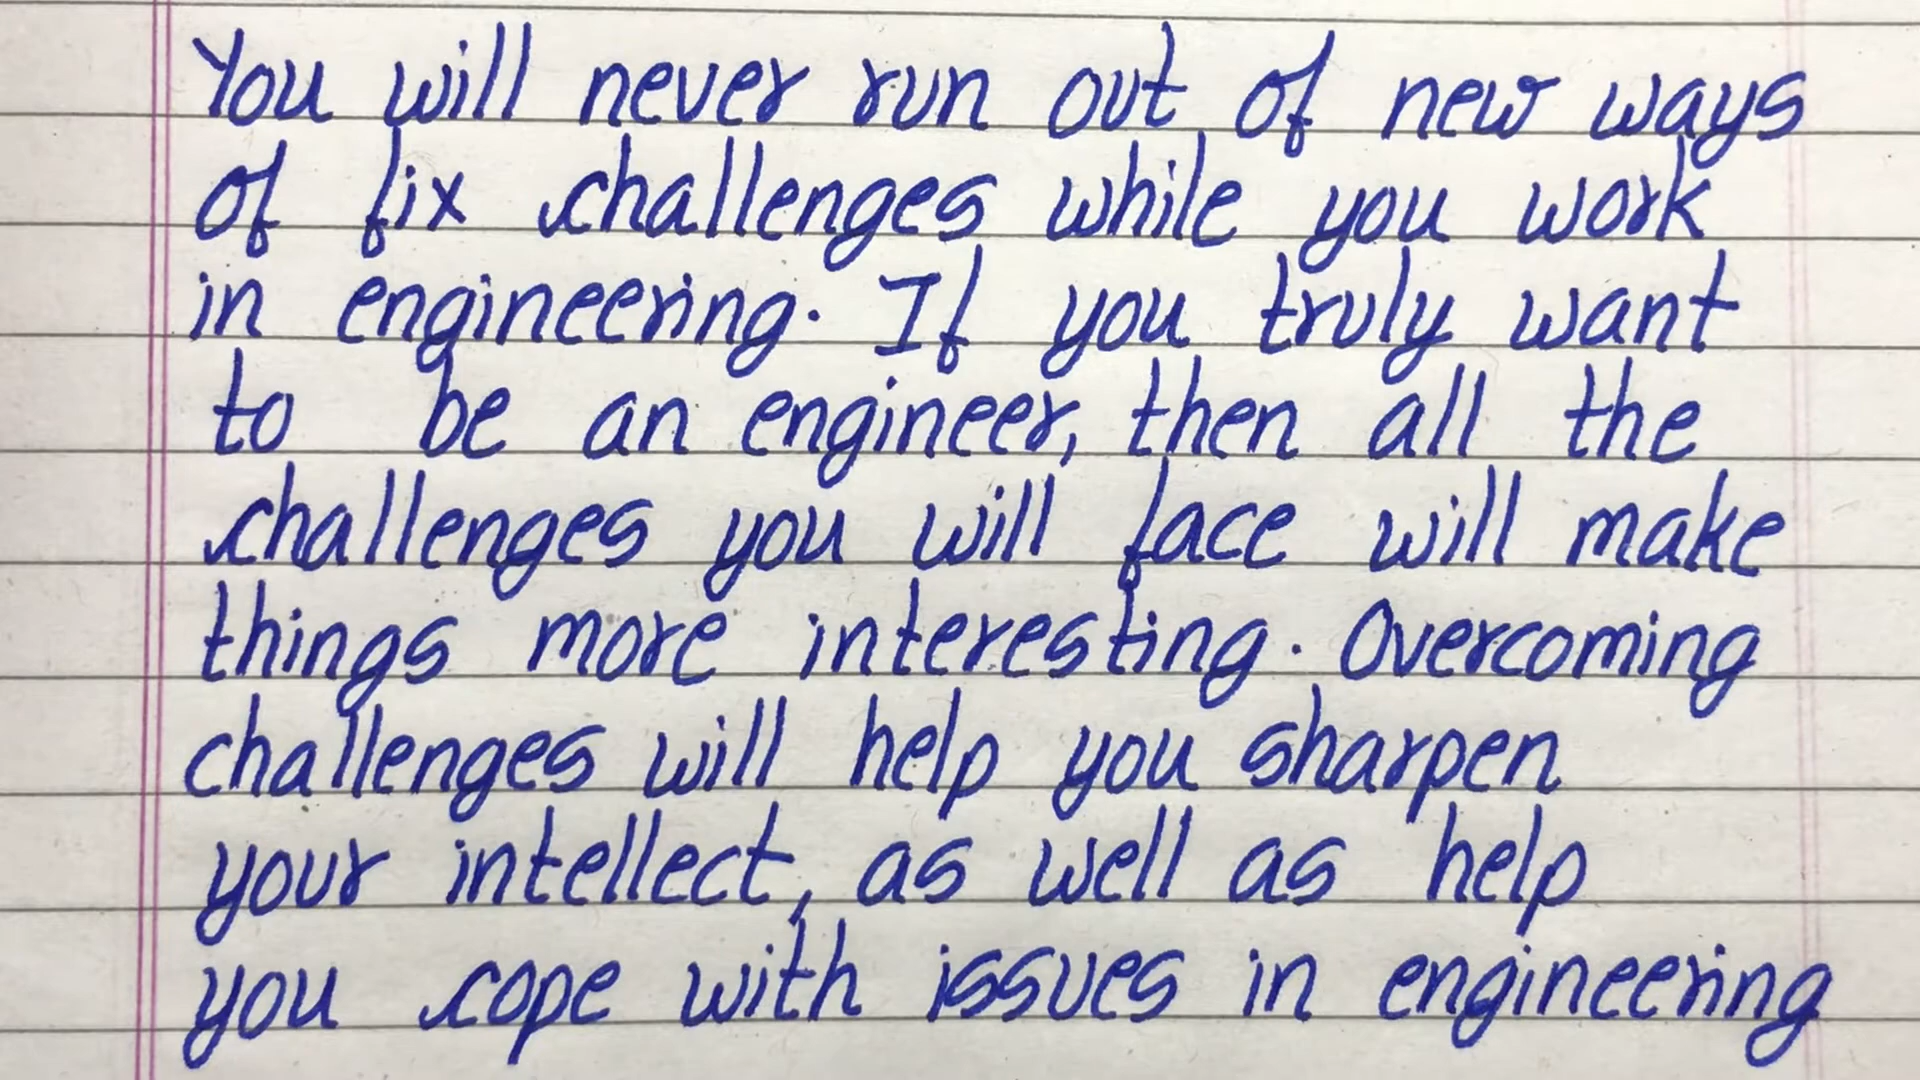 You will never run out of new ways
of fix challenges while you work
in engineering. If you truly want
to be an engineer, then all the
challenges you will face will make
things more interesting. Overcoming
challenges will help you sharpen
your intellect, as well as help
you cope with issues in engineering